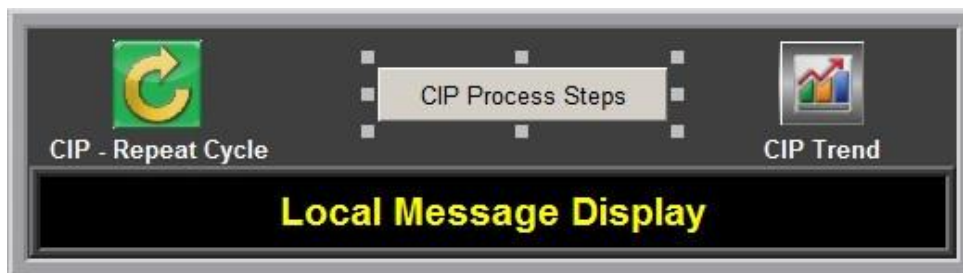 CIP Process Steps
CIP - Repeat Cycle
CIP Trend
Local Message Display